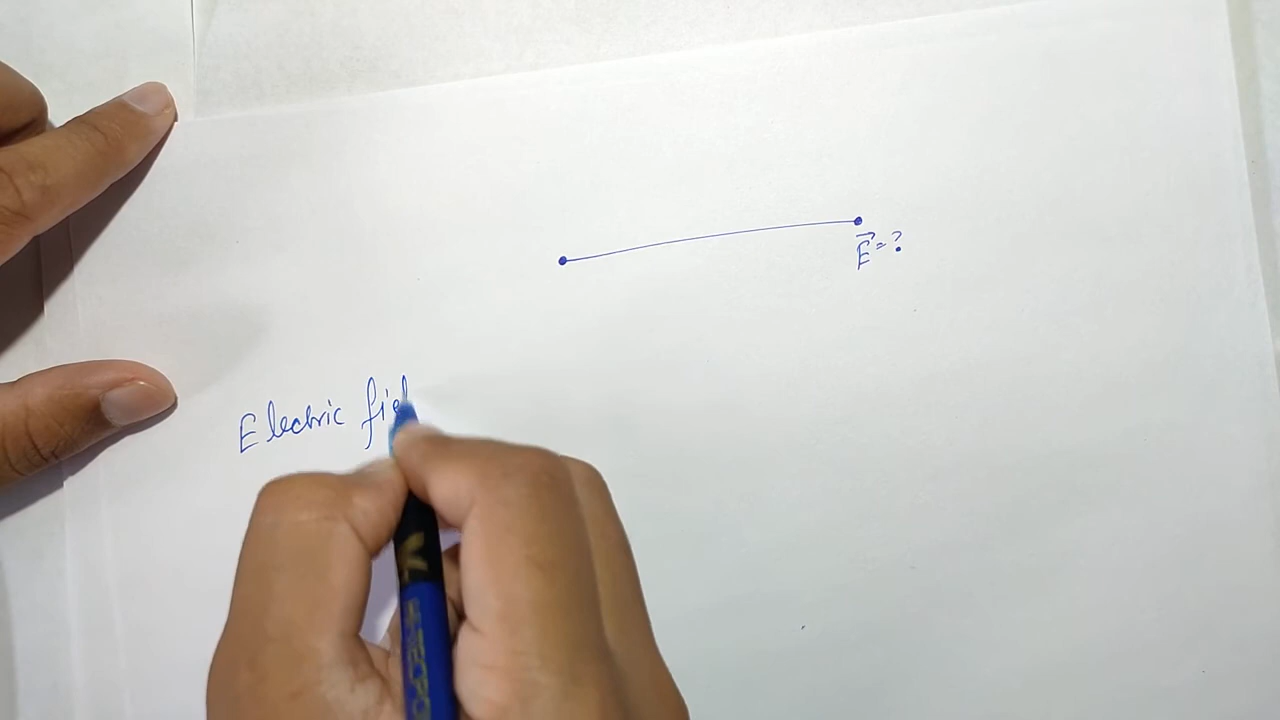 E⃗ = ?
Electric fiel